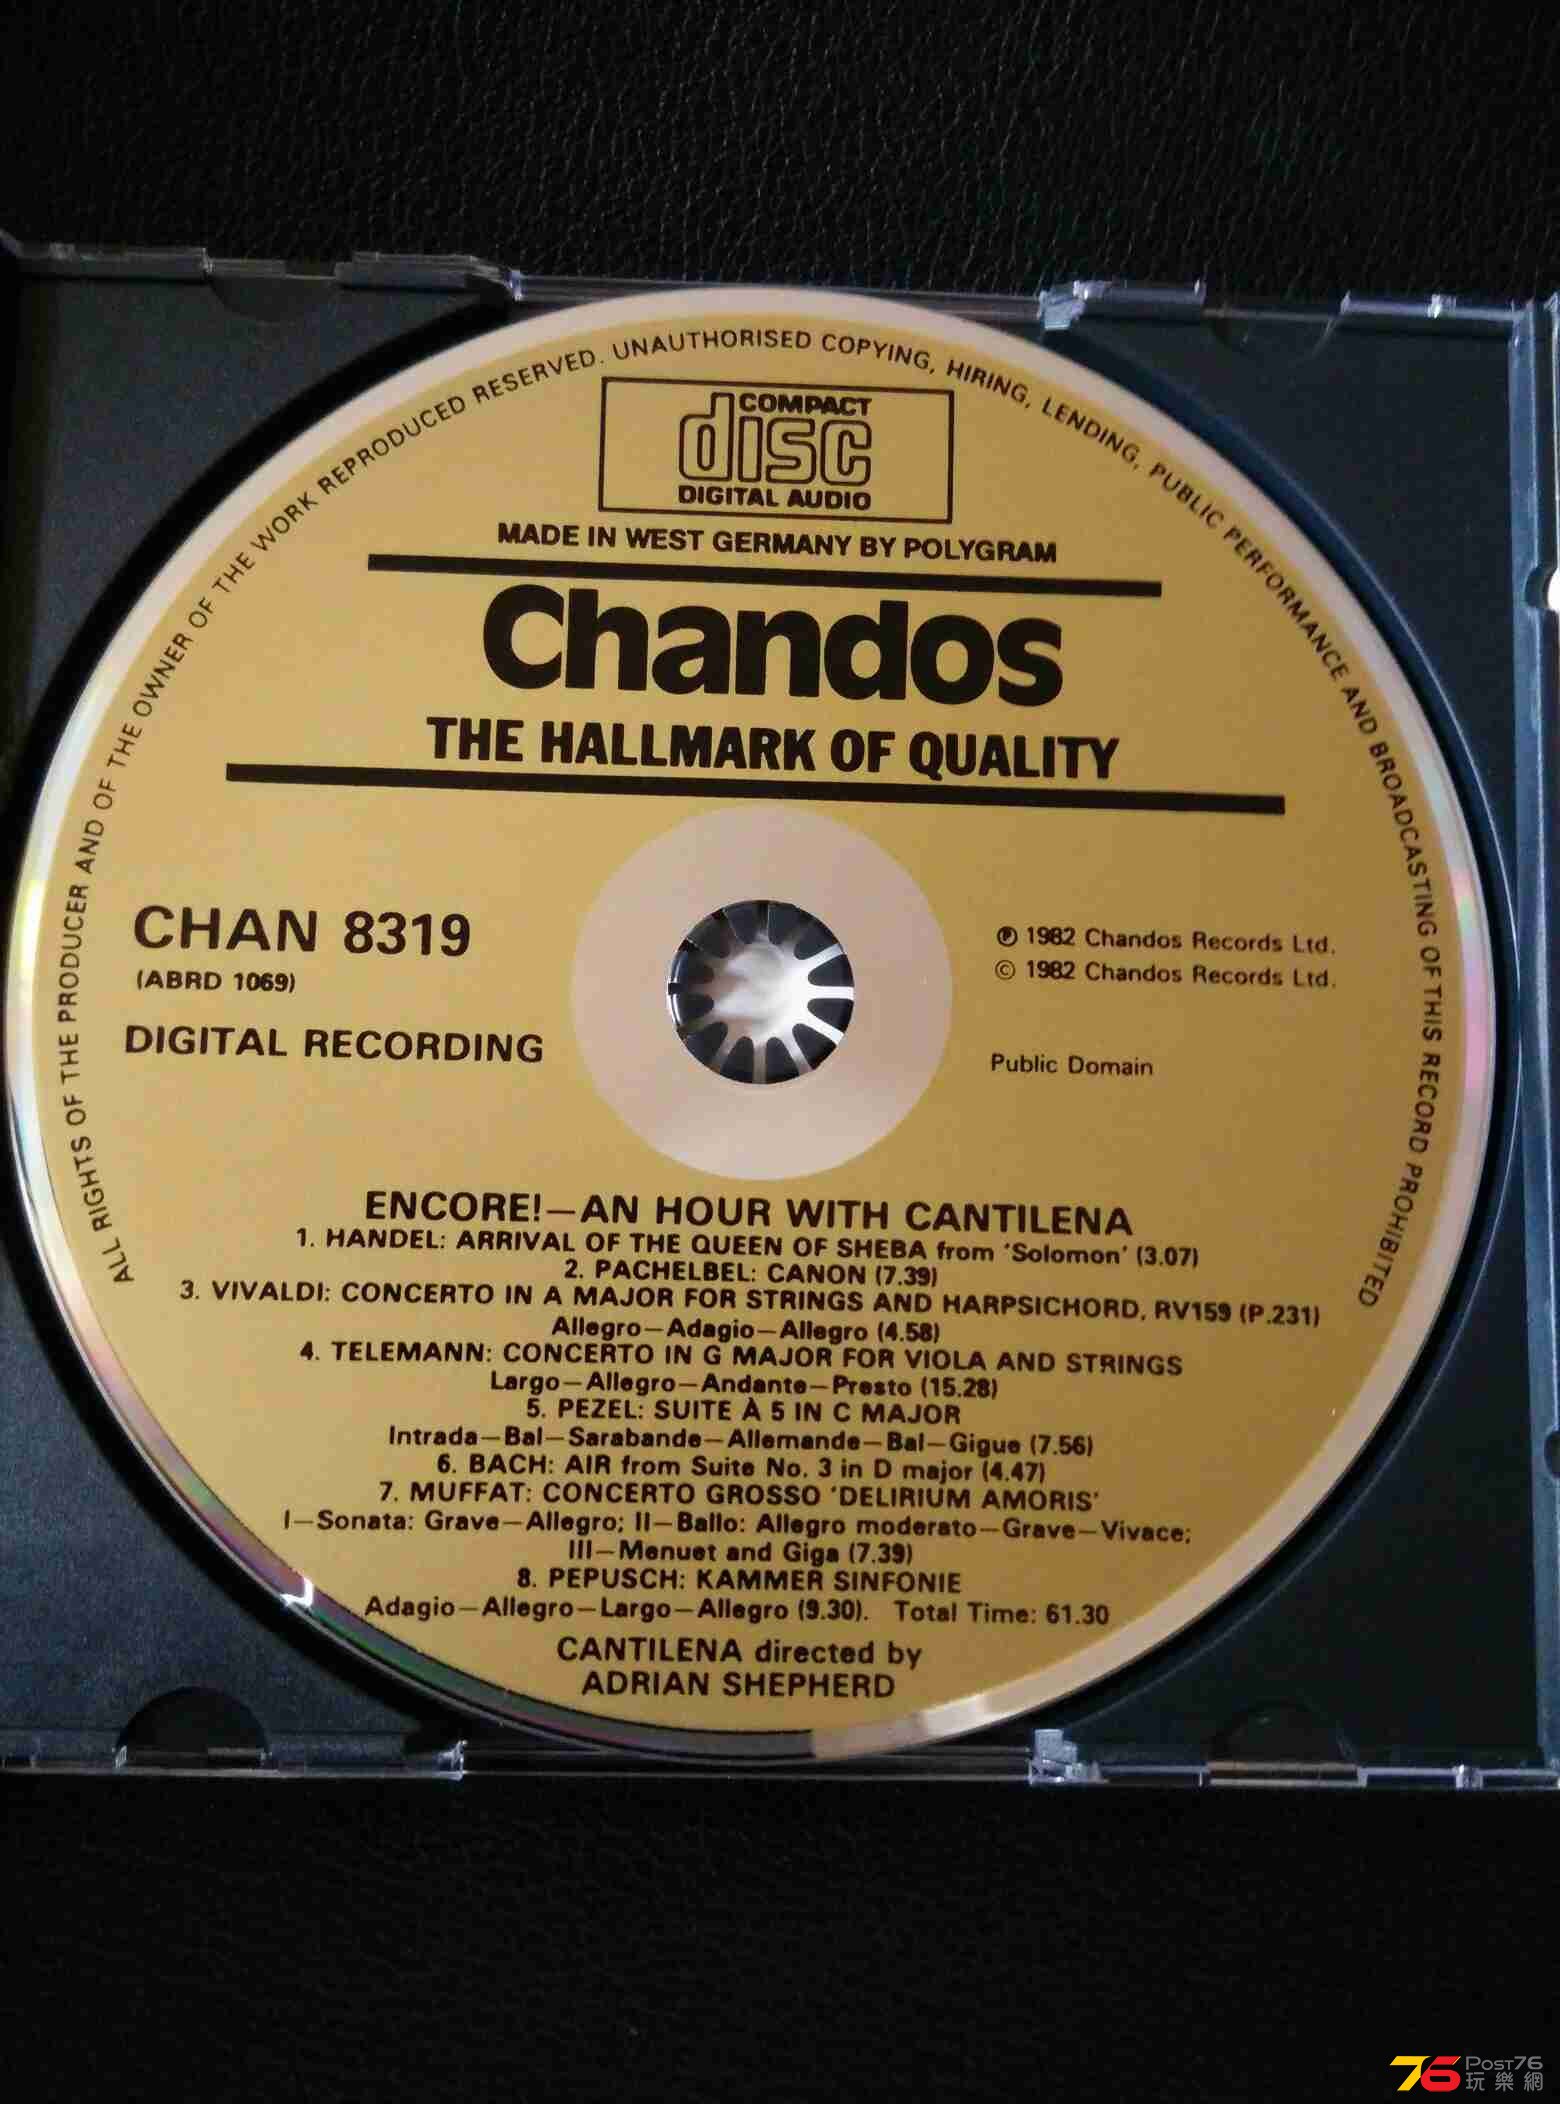 ALL RIGHTS OF THE PRODUCER AND OF THE OWNER OF THE WORK REPRODUCED RESERVED. UNAUTHORISED COPYING, HIRING, LENDING, PUBLIC PERFORMANCE AND BROADCASTING OF THIS RECORD PROHIBITED
COMPACT
disc
DIGITAL AUDIO
MADE IN WEST GERMANY BY POLYGRAM
Chandos
THE HALLMARK OF QUALITY
CHAN 8319
(ABRD 1069)
DIGITAL RECORDING
℗ 1982 Chandos Records Ltd.
© 1982 Chandos Records Ltd.
Public Domain
ENCORE!—AN HOUR WITH CANTILENA
1. HANDEL: ARRIVAL OF THE QUEEN OF SHEBA from 'Solomon' (3.07)
2. PACHELBEL: CANON (7.39)
3. VIVALDI: CONCERTO IN A MAJOR FOR STRINGS AND HARPSICHORD, RV159 (P.231)
Allegro—Adagio—Allegro (4.58)
4. TELEMANN: CONCERTO IN G MAJOR FOR VIOLA AND STRINGS
Largo—Allegro—Andante—Presto (15.28)
5. PEZEL: SUITE À 5 IN C MAJOR
Intrada—Bal—Sarabande—Allemande—Bal—Gigue (7.56)
6. BACH: AIR from Suite No. 3 in D major (4.47)
7. MUFFAT: CONCERTO GROSSO 'DELIRIUM AMORIS'
I—Sonata: Grave—Allegro; II—Ballo: Allegro moderato—Grave—Vivace;
III—Menuet and Giga (7.39)
8. PEPUSCH: KAMMER SINFONIE
Adagio—Allegro—Largo—Allegro (9.30). Total Time: 61.30
CANTILENA directed by
ADRIAN SHEPHERD
76 POST76
玩樂網